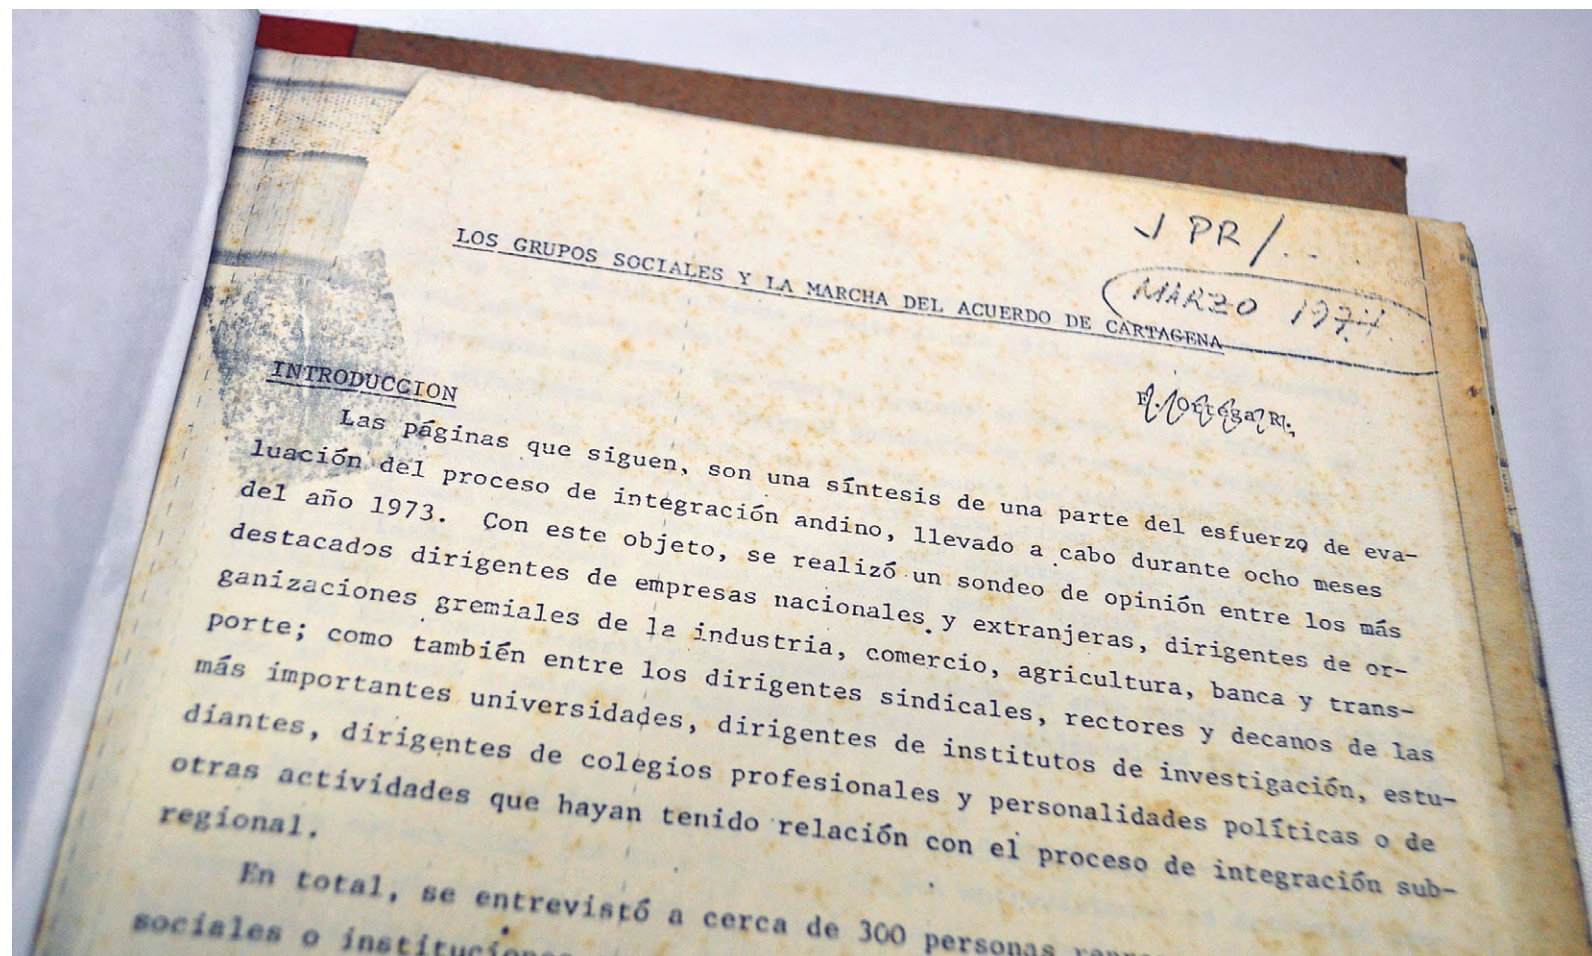 J PR/
MARZO 1974
LOS GRUPOS SOCIALES Y LA MARCHA DEL ACUERDO DE CARTAGENA
Ortega R.
INTRODUCCION
Las páginas que siguen, son una síntesis de una parte del esfuerzo de eva-
luación del proceso de integración andino, llevado a cabo durante ocho meses
del año 1973. Con este objeto, se realizó un sondeo de opinión entre los más
destacados dirigentes de empresas nacionales y extranjeras, dirigentes de or-
ganizaciones gremiales de la industria, comercio, agricultura, banca y trans-
porte; como también entre los dirigentes sindicales, rectores y decanos de las
más importantes universidades, dirigentes de institutos de investigación, estu-
diantes, dirigentes de colegios profesionales y personalidades políticas o de
otras actividades que hayan tenido relación con el proceso de integración sub-
regional.
En total, se entrevistó a cerca de 300 personas
sociales o